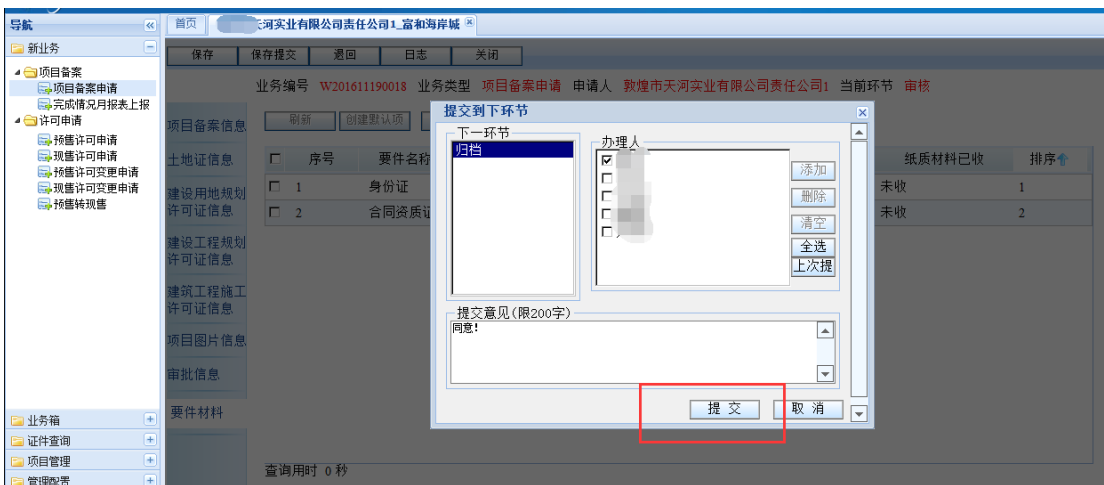 导航
首页
天河实业有限公司责任公司1_富和海岸城
新业务
项目备案
项目备案申请
完成情况月报表上报
许可申请
预售许可申请
现售许可申请
预售许可变更申请
现售许可变更申请
预售转现售
业务箱
证件查询
项目管理
管理配置
保存
保存提交
退回
日志
关闭
业务编号 W201611190018 业务类型 项目备案申请 申请人 敦煌市天河实业有限公司责任公司1 当前环节 审核
项目备案信息
土地证信息
建设用地规划
许可证信息
建设工程规划
许可证信息
建筑工程施工
许可证信息
项目图片信息
审批信息
要件材料
刷新
创建默认项
序号 要件名称 纸质材料已收 排序
1 身份证 未收 1
2 合同资质证 未收 2
查询用时 0 秒
提交到下环节
下一环节
归档
办理人
添加
删除
清空
全选
上次提
提交意见(限200字)
同意!
提 交
取 消